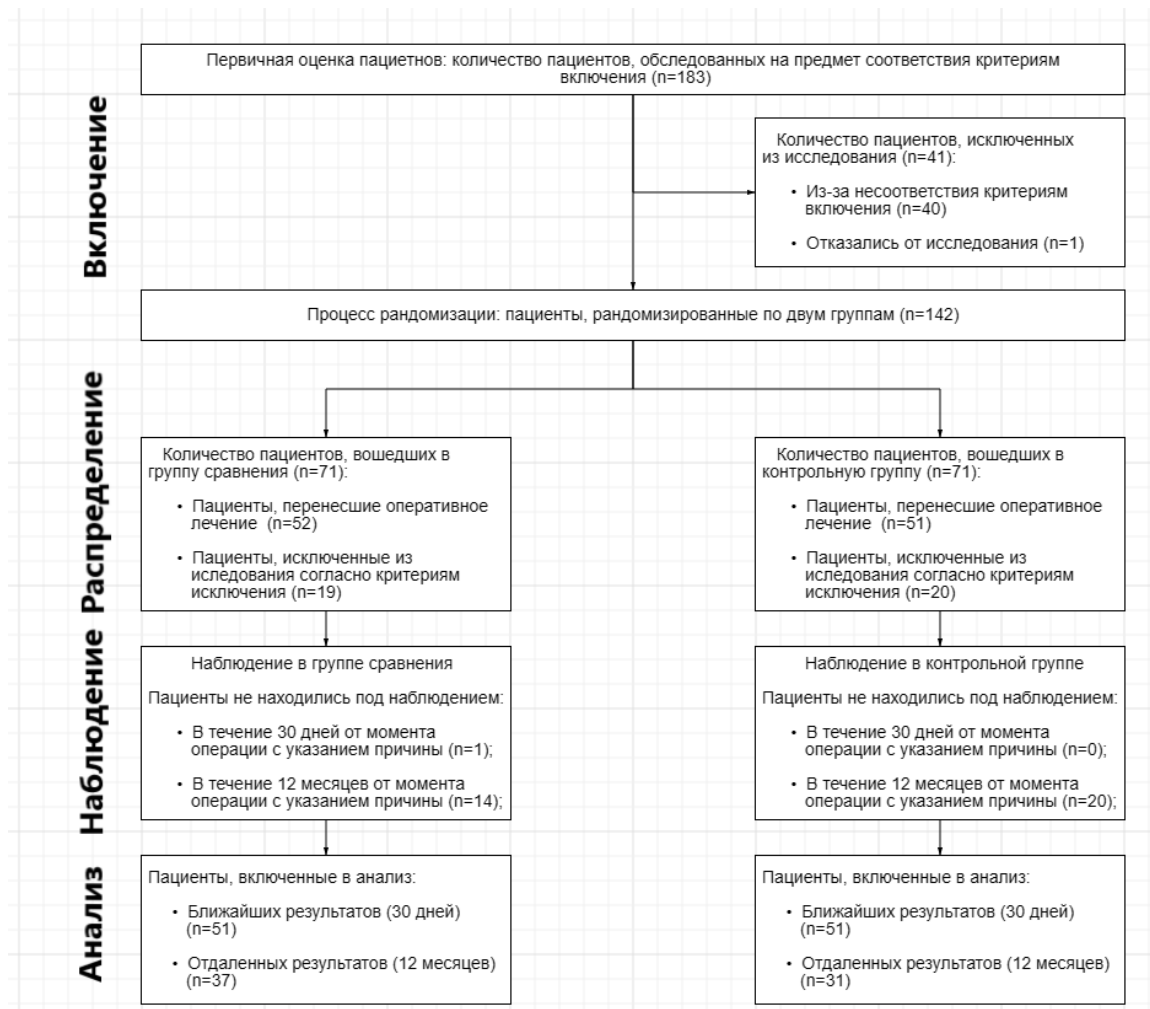 Первичная оценка пациетнов: количество пациентов, обследованных на предмет соответствия критериям
включения (n=183)
Включение
Количество пациентов, исключенных
из исследования (n=41):
• Из-за несоответствия критериям
включения (n=40)
• Отказались от исследования (n=1)
Процесс рандомизации: пациенты, рандомизированные по двум группам (n=142)
Распределение
Количество пациентов, вошедших в
группу сравнения (n=71):
• Пациенты, перенесшие оперативное
лечение (n=52)
• Пациенты, исключенные из
иследования согласно критериям
исключения (n=19)
Количество пациентов, вошедших в
контрольную группу (n=71):
• Пациенты, перенесшие оперативное
лечение (n=51)
• Пациенты, исключенные из
иследования согласно критериям
исключения (n=20)
Наблюдение
Наблюдение в группе сравнения
Пациенты не находились под наблюдением:
• В течение 30 дней от момента
операции с указанием причины (n=1);
• В течение 12 месяцев от момента
операции с указанием причины (n=14);
Наблюдение в контрольной группе
Пациенты не находились под наблюдением:
• В течение 30 дней от момента
операции с указанием причины (n=0);
• В течение 12 месяцев от момента
операции с указанием причины (n=20);
Анализ
Пациенты, включенные в анализ:
• Ближайших результатов (30 дней)
(n=51)
• Отдаленных результатов (12 месяцев)
(n=37)
Пациенты, включенные в анализ:
• Ближайших результатов (30 дней)
(n=51)
• Отдаленных результатов (12 месяцев)
(n=31)